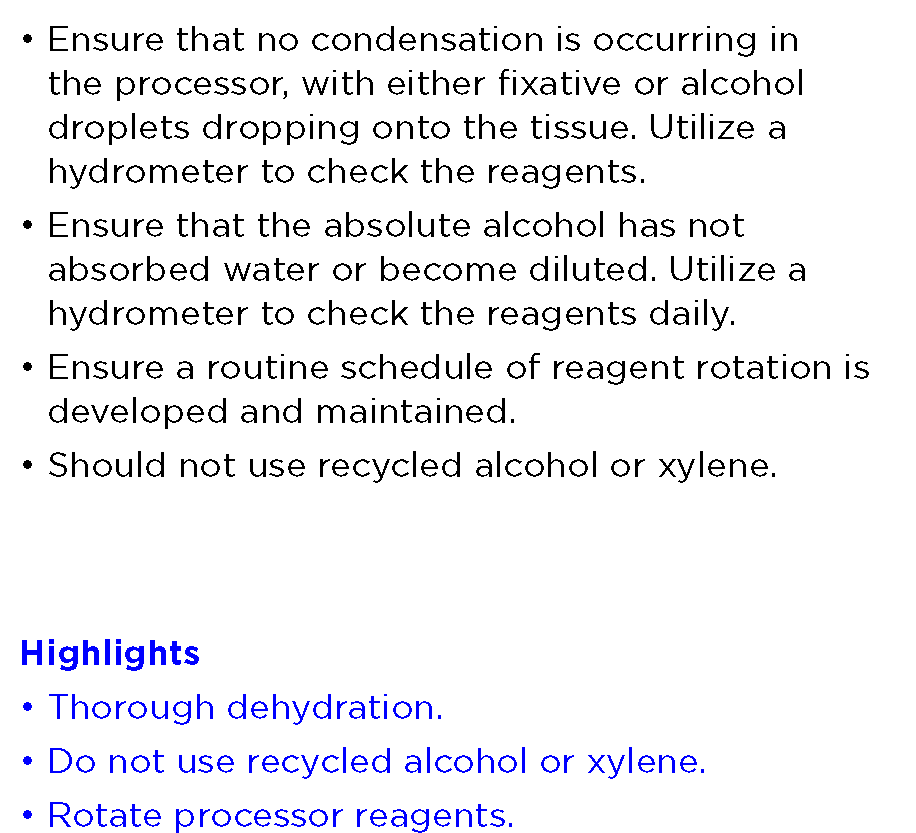 • Ensure that no condensation is occurring in
the processor, with either fixative or alcohol
droplets dropping onto the tissue. Utilize a
hydrometer to check the reagents.
• Ensure that the absolute alcohol has not
absorbed water or become diluted. Utilize a
hydrometer to check the reagents daily.
• Ensure a routine schedule of reagent rotation is
developed and maintained.
• Should not use recycled alcohol or xylene.
Highlights
• Thorough dehydration.
• Do not use recycled alcohol or xylene.
• Rotate processor reagents.